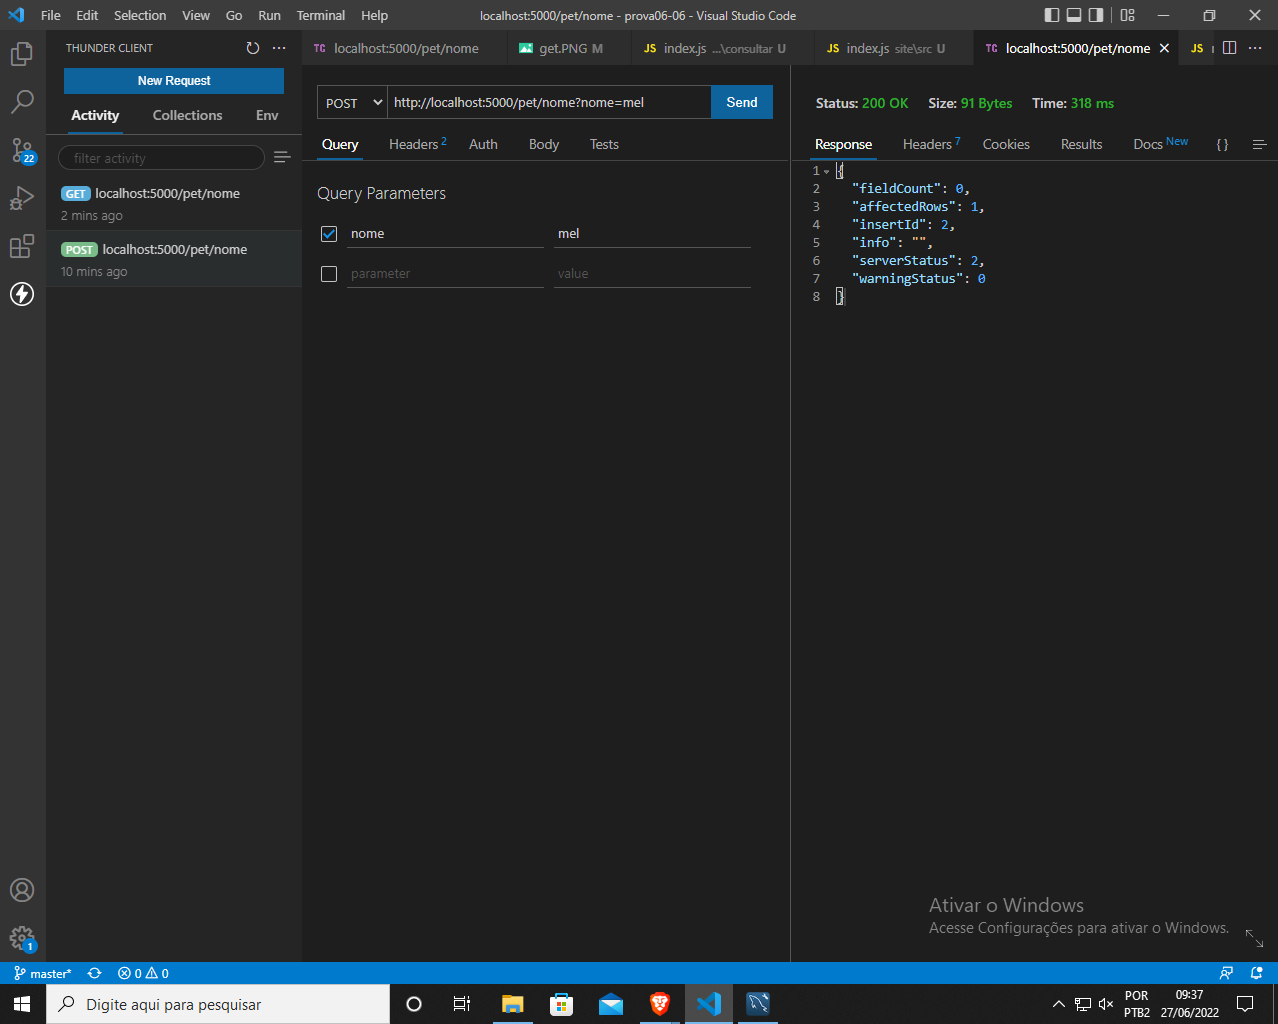 File Edit Selection View Go Run Terminal Help
localhost:5000/pet/nome - prova06-06 - Visual Studio Code
THUNDER CLIENT
New Request
Activity Collections Env
filter activity
GET localhost:5000/pet/nome
2 mins ago
POST localhost:5000/pet/nome
10 mins ago
22
1
TC localhost:5000/pet/nome
get.PNG M
JS index.js ...\consultar U
JS index.js site\src U
TC localhost:5000/pet/nome
JS
POST http://localhost:5000/pet/nome?nome=mel Send
Query Headers 2 Auth Body Tests
Query Parameters
nome mel
parameter value
Status: 200 OK Size: 91 Bytes Time: 318 ms
Response Headers 7 Cookies Results Docs New { }
1 {
2 "fieldCount": 0,
3 "affectedRows": 1,
4 "insertId": 2,
5 "info": "",
6 "serverStatus": 2,
7 "warningStatus": 0
8 }
Ativar o Windows
Acesse Configurações para ativar o Windows.
master* 0 0
Digite aqui para pesquisar
POR
PTB2
09:37
27/06/2022